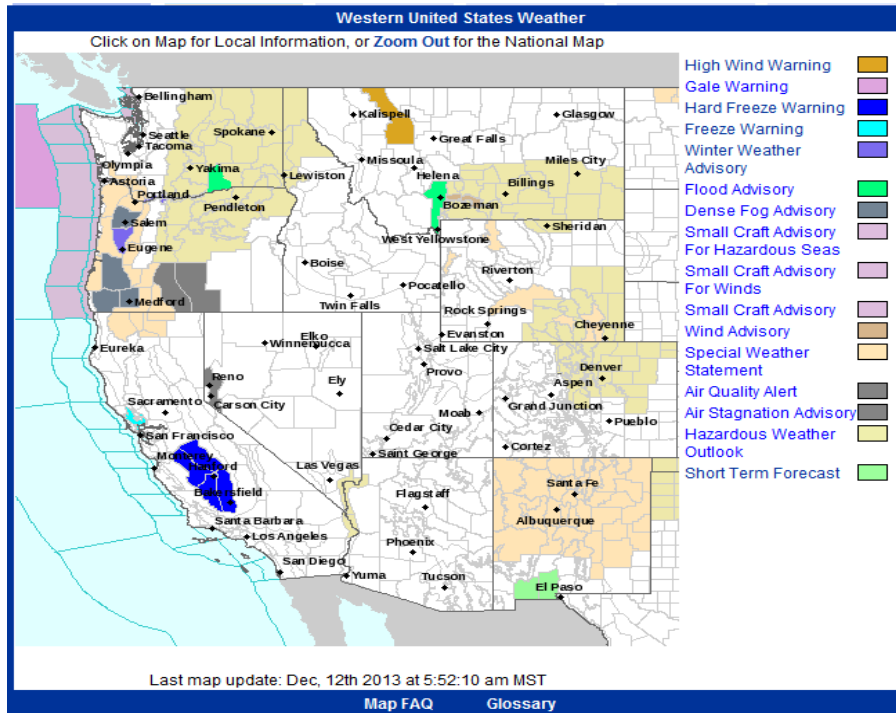 Western United States Weather
Click on Map for Local Information, or Zoom Out for the National Map
High Wind Warning
Gale Warning
Hard Freeze Warning
Freeze Warning
Winter Weather
Advisory
Flood Advisory
Dense Fog Advisory
Small Craft Advisory
For Hazardous Seas
Small Craft Advisory
For Winds
Small Craft Advisory
Wind Advisory
Special Weather
Statement
Air Quality Alert
Air Stagnation Advisory
Hazardous Weather
Outlook
Short Term Forecast
Bellingham
Seattle
Tacoma
Olympia
Spokane
Yakima
Astoria
Portland
Pendleton
Lewiston
Salem
Eugene
Medford
Kalispell
Great Falls
Glasgow
Missoula
Helena
Miles City
Billings
Bozeman
West Yellowstone
Sheridan
Boise
Twin Falls
Pocatello
Riverton
Rock Springs
Evanston
Cheyenne
Eureka
Elko
Winnemucca
Salt Lake City
Provo
Reno
Carson City
Ely
Sacramento
San Francisco
Monterey
Hanford
Bakersfield
Moab
Cedar City
Saint George
Las Vegas
Denver
Aspen
Grand Junction
Pueblo
Cortez
Santa Barbara
Los Angeles
San Diego
Flagstaff
Phoenix
Yuma
Tucson
Santa Fe
Albuquerque
El Paso
Last map update: Dec, 12th 2013 at 5:52:10 am MST
Map FAQ Glossary